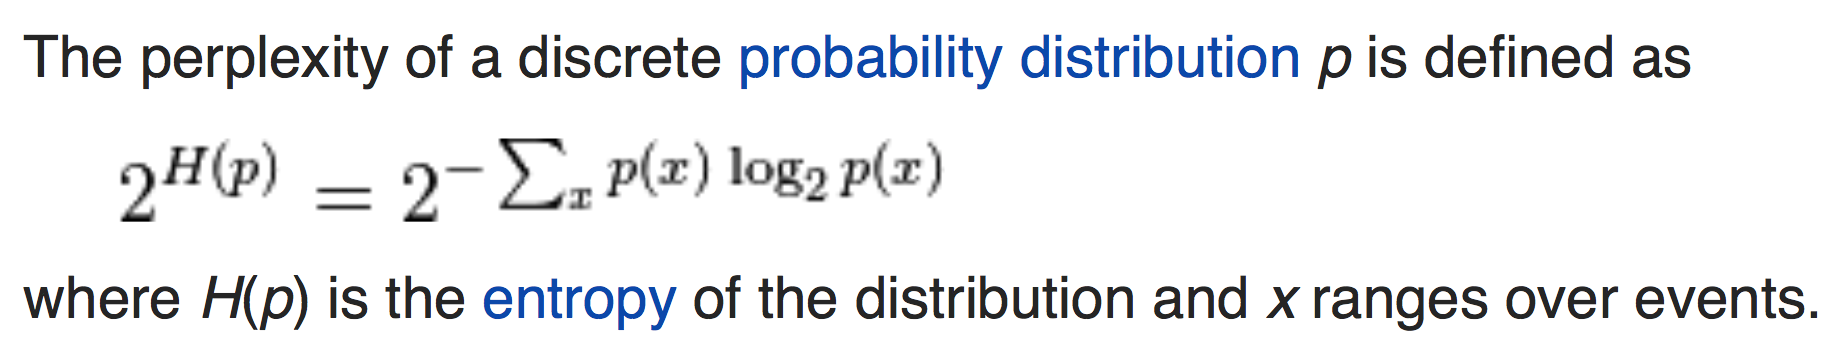 The perplexity of a discrete probability distribution p is defined as
2^{H(p)} = 2^{-\sum_x p(x) \log_2 p(x)}
where H(p) is the entropy of the distribution and x ranges over events.